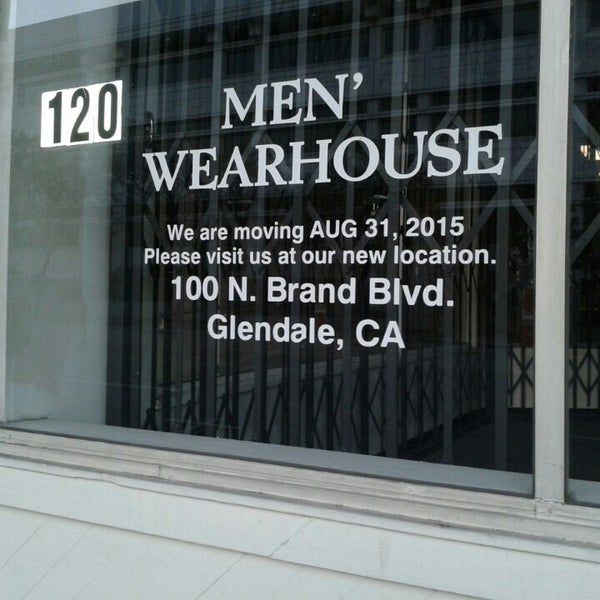 120
MEN'
WEARHOUSE
We are moving AUG 31, 2015
Please visit us at our new location.
100 N. Brand Blvd.
Glendale, CA